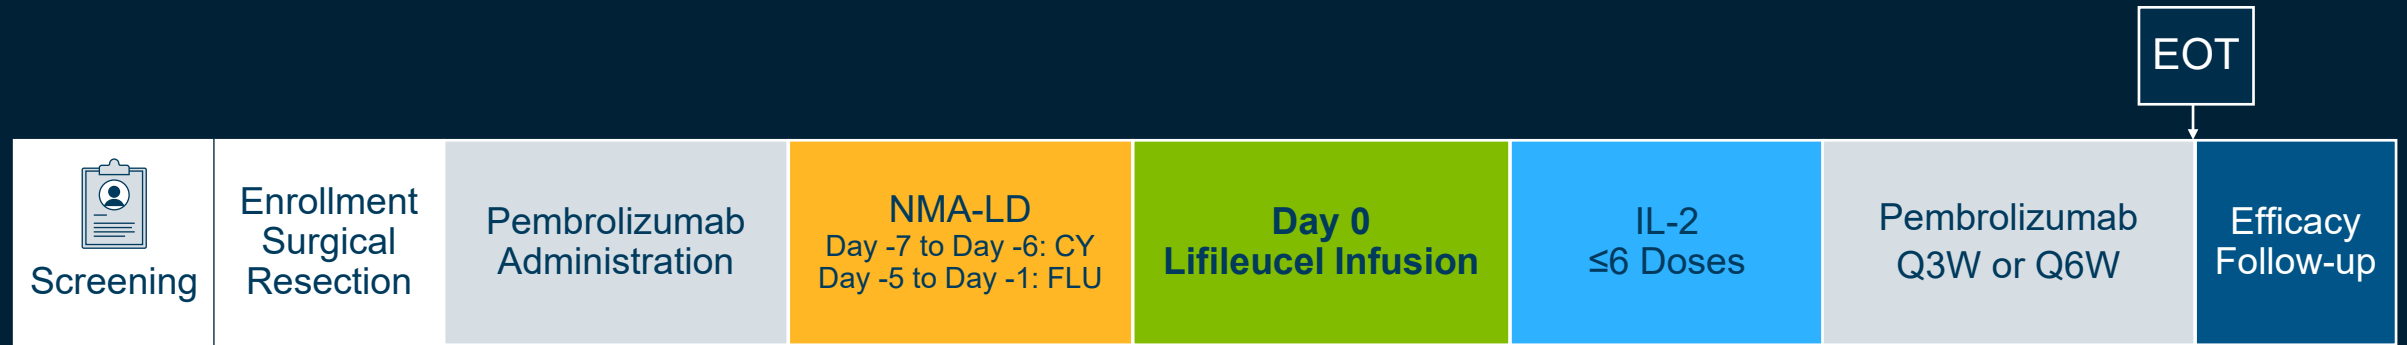 EOT
Screening
Enrollment
Surgical
Resection
Pembrolizumab
Administration
NMA-LD
Day -7 to Day -6: CY
Day -5 to Day -1: FLU
Day 0
Lifileucel Infusion
IL-2
≤6 Doses
Pembrolizumab
Q3W or Q6W
Efficacy
Follow-up